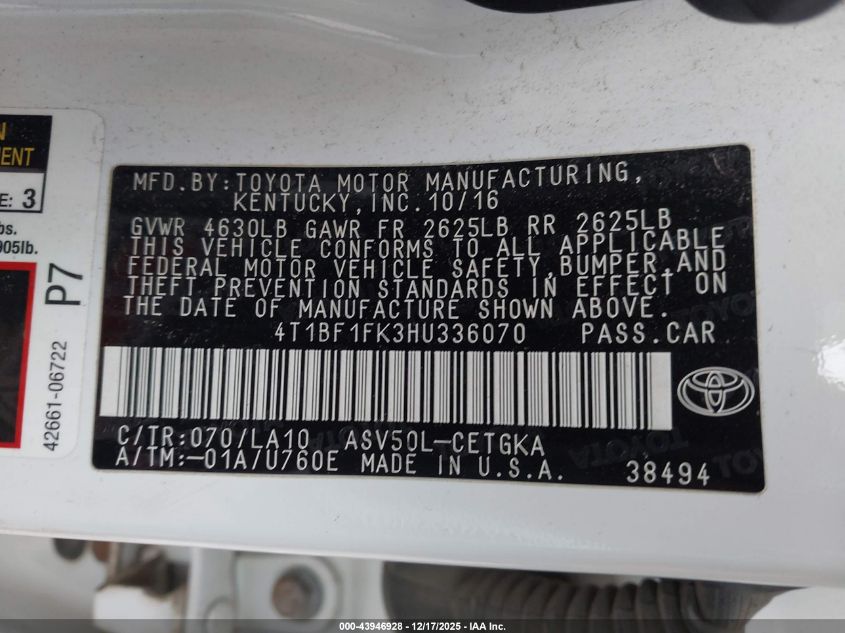 MENT
E: 3
bs.
905lb.
P7
42661-06722
MFD.BY:TOYOTA MOTOR MANUFACTURING,
KENTUCKY,INC.10/16
GVWR 4630LB GAWR FR 2625LB RR 2625LB
THIS VEHICLE CONFORMS TO ALL APPLICABLE
FEDERAL MOTOR VEHICLE SAFETY,BUMPER,AND
THEFT PREVENTION STANDARDS IN EFFECT ON
THE DATE OF MANUFACTURE SHOWN ABOVE.
4T1BF1FK3HU336070 PASS.CAR
C/TR:070/LA10 ASV50L-CETGKA
A/TM:-01A/U760E MADE IN U.S.A. 38494
000-43946928 - 12/17/2025 - IAA Inc.